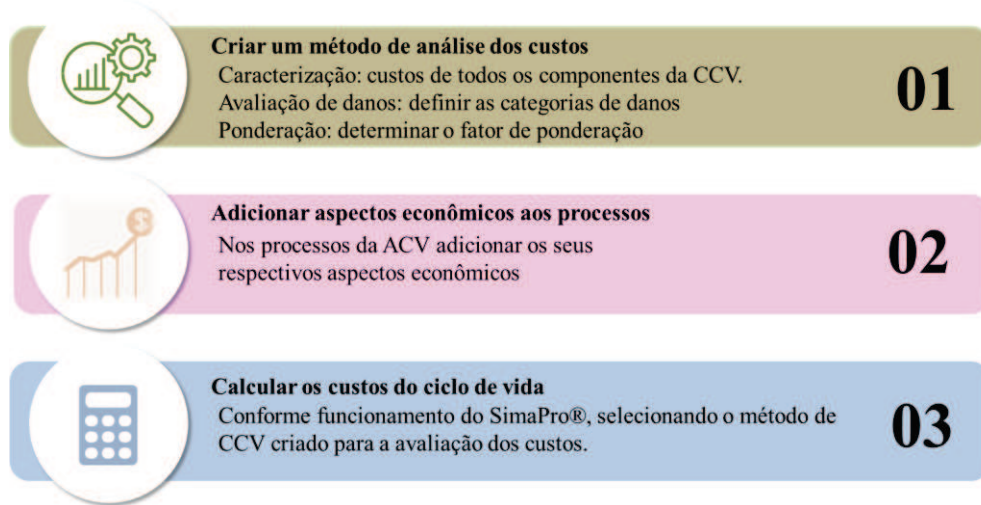 Criar um método de análise dos custos
Caracterização: custos de todos os componentes da CCV.
Avaliação de danos: definir as categorias de danos
Ponderação: determinar o fator de ponderação
01
Adicionar aspectos econômicos aos processos
Nos processos da ACV adicionar os seus
respectivos aspectos econômicos
02
$
Calcular os custos do ciclo de vida
Conforme funcionamento do SimaPro®, selecionando o método de
CCV criado para a avaliação dos custos.
03